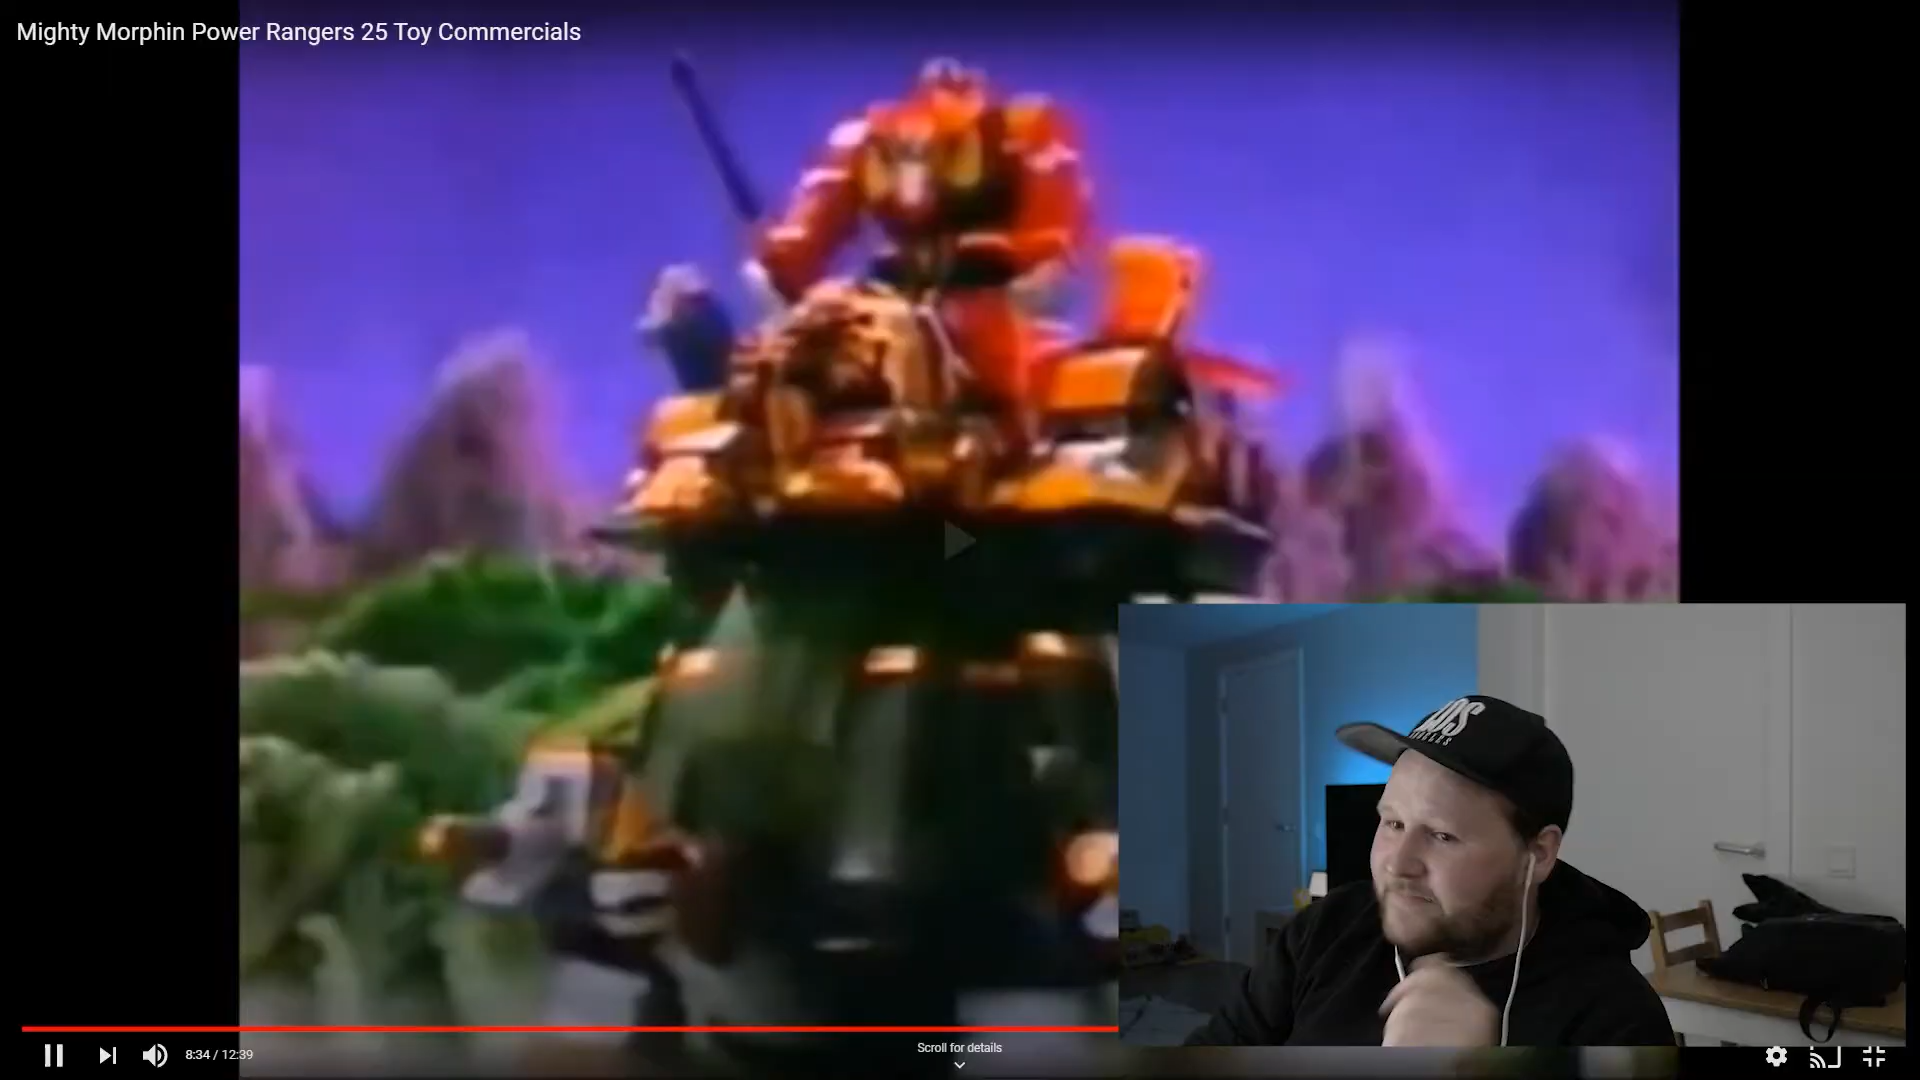 Mighty Morphin Power Rangers 25 Toy Commercials
8:34 / 12:39
Scroll for details